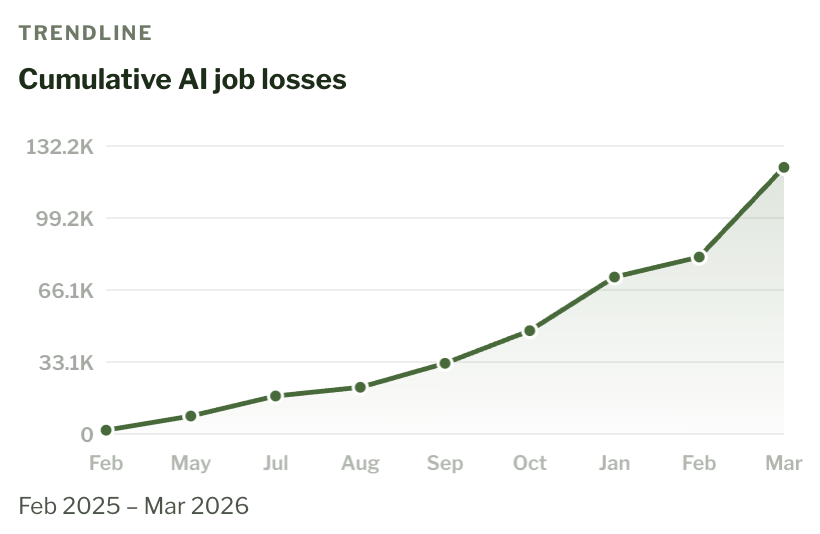 TRENDLINE
Cumulative AI job losses
132.2K
99.2K
66.1K
33.1K
0
Feb May Jul Aug Sep Oct Jan Feb Mar
Feb 2025 – Mar 2026